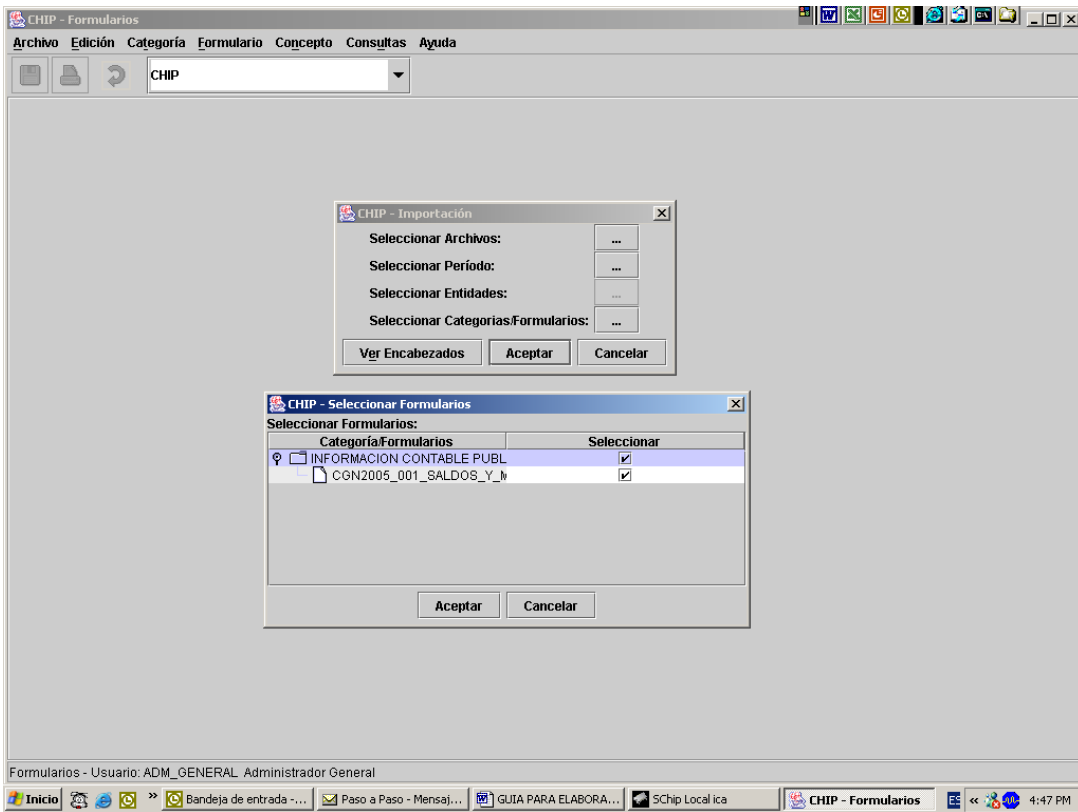 CHIP - Formularios
Archivo Edición Categoría Formulario Concepto Consultas Ayuda
CHIP
CHIP - Importación
Seleccionar Archivos: ...
Seleccionar Período: ...
Seleccionar Entidades: ...
Seleccionar Categorias/Formularios: ...
Ver Encabezados Aceptar Cancelar
CHIP - Seleccionar Formularios
Seleccionar Formularios:
Categoría/Formularios Seleccionar
INFORMACION CONTABLE PUBL
CGN2005_001_SALDOS_Y_M
Aceptar Cancelar
Formularios - Usuario: ADM_GENERAL Administrador General
Inicio » Bandeja de entrada -... Paso a Paso - Mensaj... GUIA PARA ELABORA... SChip Local ica CHIP - Formularios ES « 4:47 PM